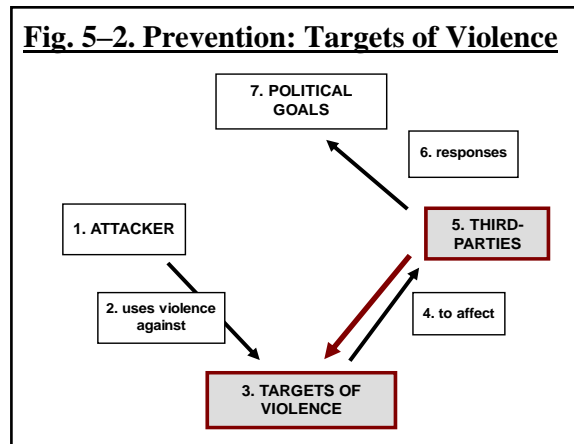 Fig. 5–2. Prevention: Targets of Violence
7. POLITICAL
GOALS
6. responses
1. ATTACKER
5. THIRD-
PARTIES
2. uses violence
against
4. to affect
3. TARGETS OF
VIOLENCE